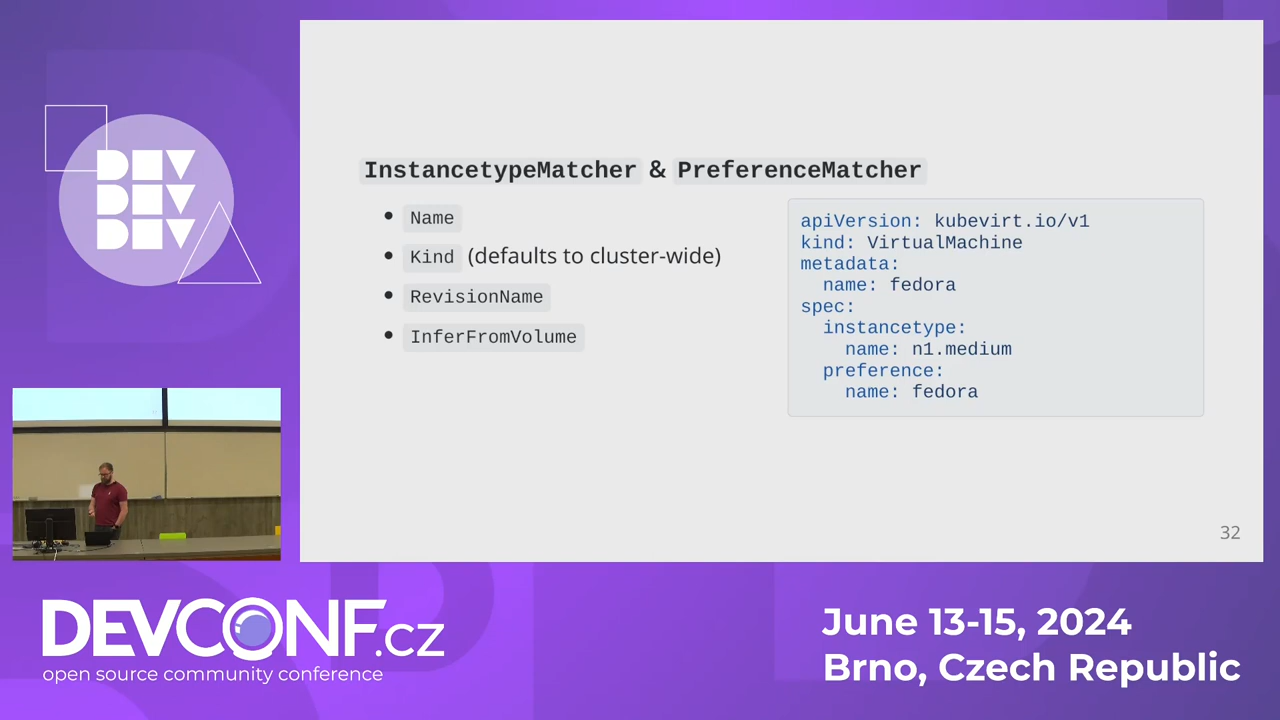 DEV
DEV
DEV
InstancetypeMatcher & PreferenceMatcher
Name
Kind (defaults to cluster-wide)
RevisionName
InferFromVolume
apiVersion: kubevirt.io/v1
kind: VirtualMachine
metadata:
  name: fedora
spec:
  instancetype:
    name: n1.medium
  preference:
    name: fedora
32
DEVCONF.cz
open source community conference
June 13-15, 2024
Brno, Czech Republic